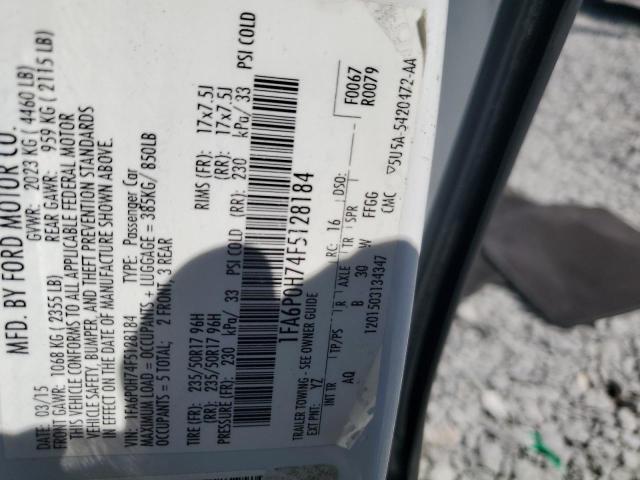 MFD. BY FORD MOTOR CO.
DATE: 03/15 GVWR: 2023 KG ( 4460 LB)
FRONT GAWR: 1068 KG ( 2355 LB) REAR GAWR: 959 KG ( 2115 LB)
THIS VEHICLE CONFORMS TO ALL APPLICABLE FEDERAL MOTOR
VEHICLE SAFETY, BUMPER, AND THEFT PREVENTION STANDARDS
IN EFFECT ON THE DATE OF MANUFACTURE SHOWN ABOVE.
VIN: 1FA6P0H74F5128184 TYPE: Passenger Car
MAXIMUM LOAD = OCCUPANTS + LUGGAGE = 385KG/ 850LB
OCCUPANTS = 5 TOTAL: 2 FRONT, 3 REAR
TIRE (FR): 235/50R17 96H RIMS (FR): 17x7.5J
(RR): 235/50R17 96H (RR): 17x7.5J
PRESSURE (FR): 230 kPa/ 33 PSI COLD (RR): 230 kPa/ 33 PSI COLD
1FA6P0H74F5128184
TRAILER TOWING - SEE OWNER GUIDE
F0067
R0079
EXT PNT: YZ RC: 16 DSO:
INT TR TP/PS R AXLE TR SPR
AQ B 30 W FFGG
1201503134347 CMC ▽5U5A-5420472-AA